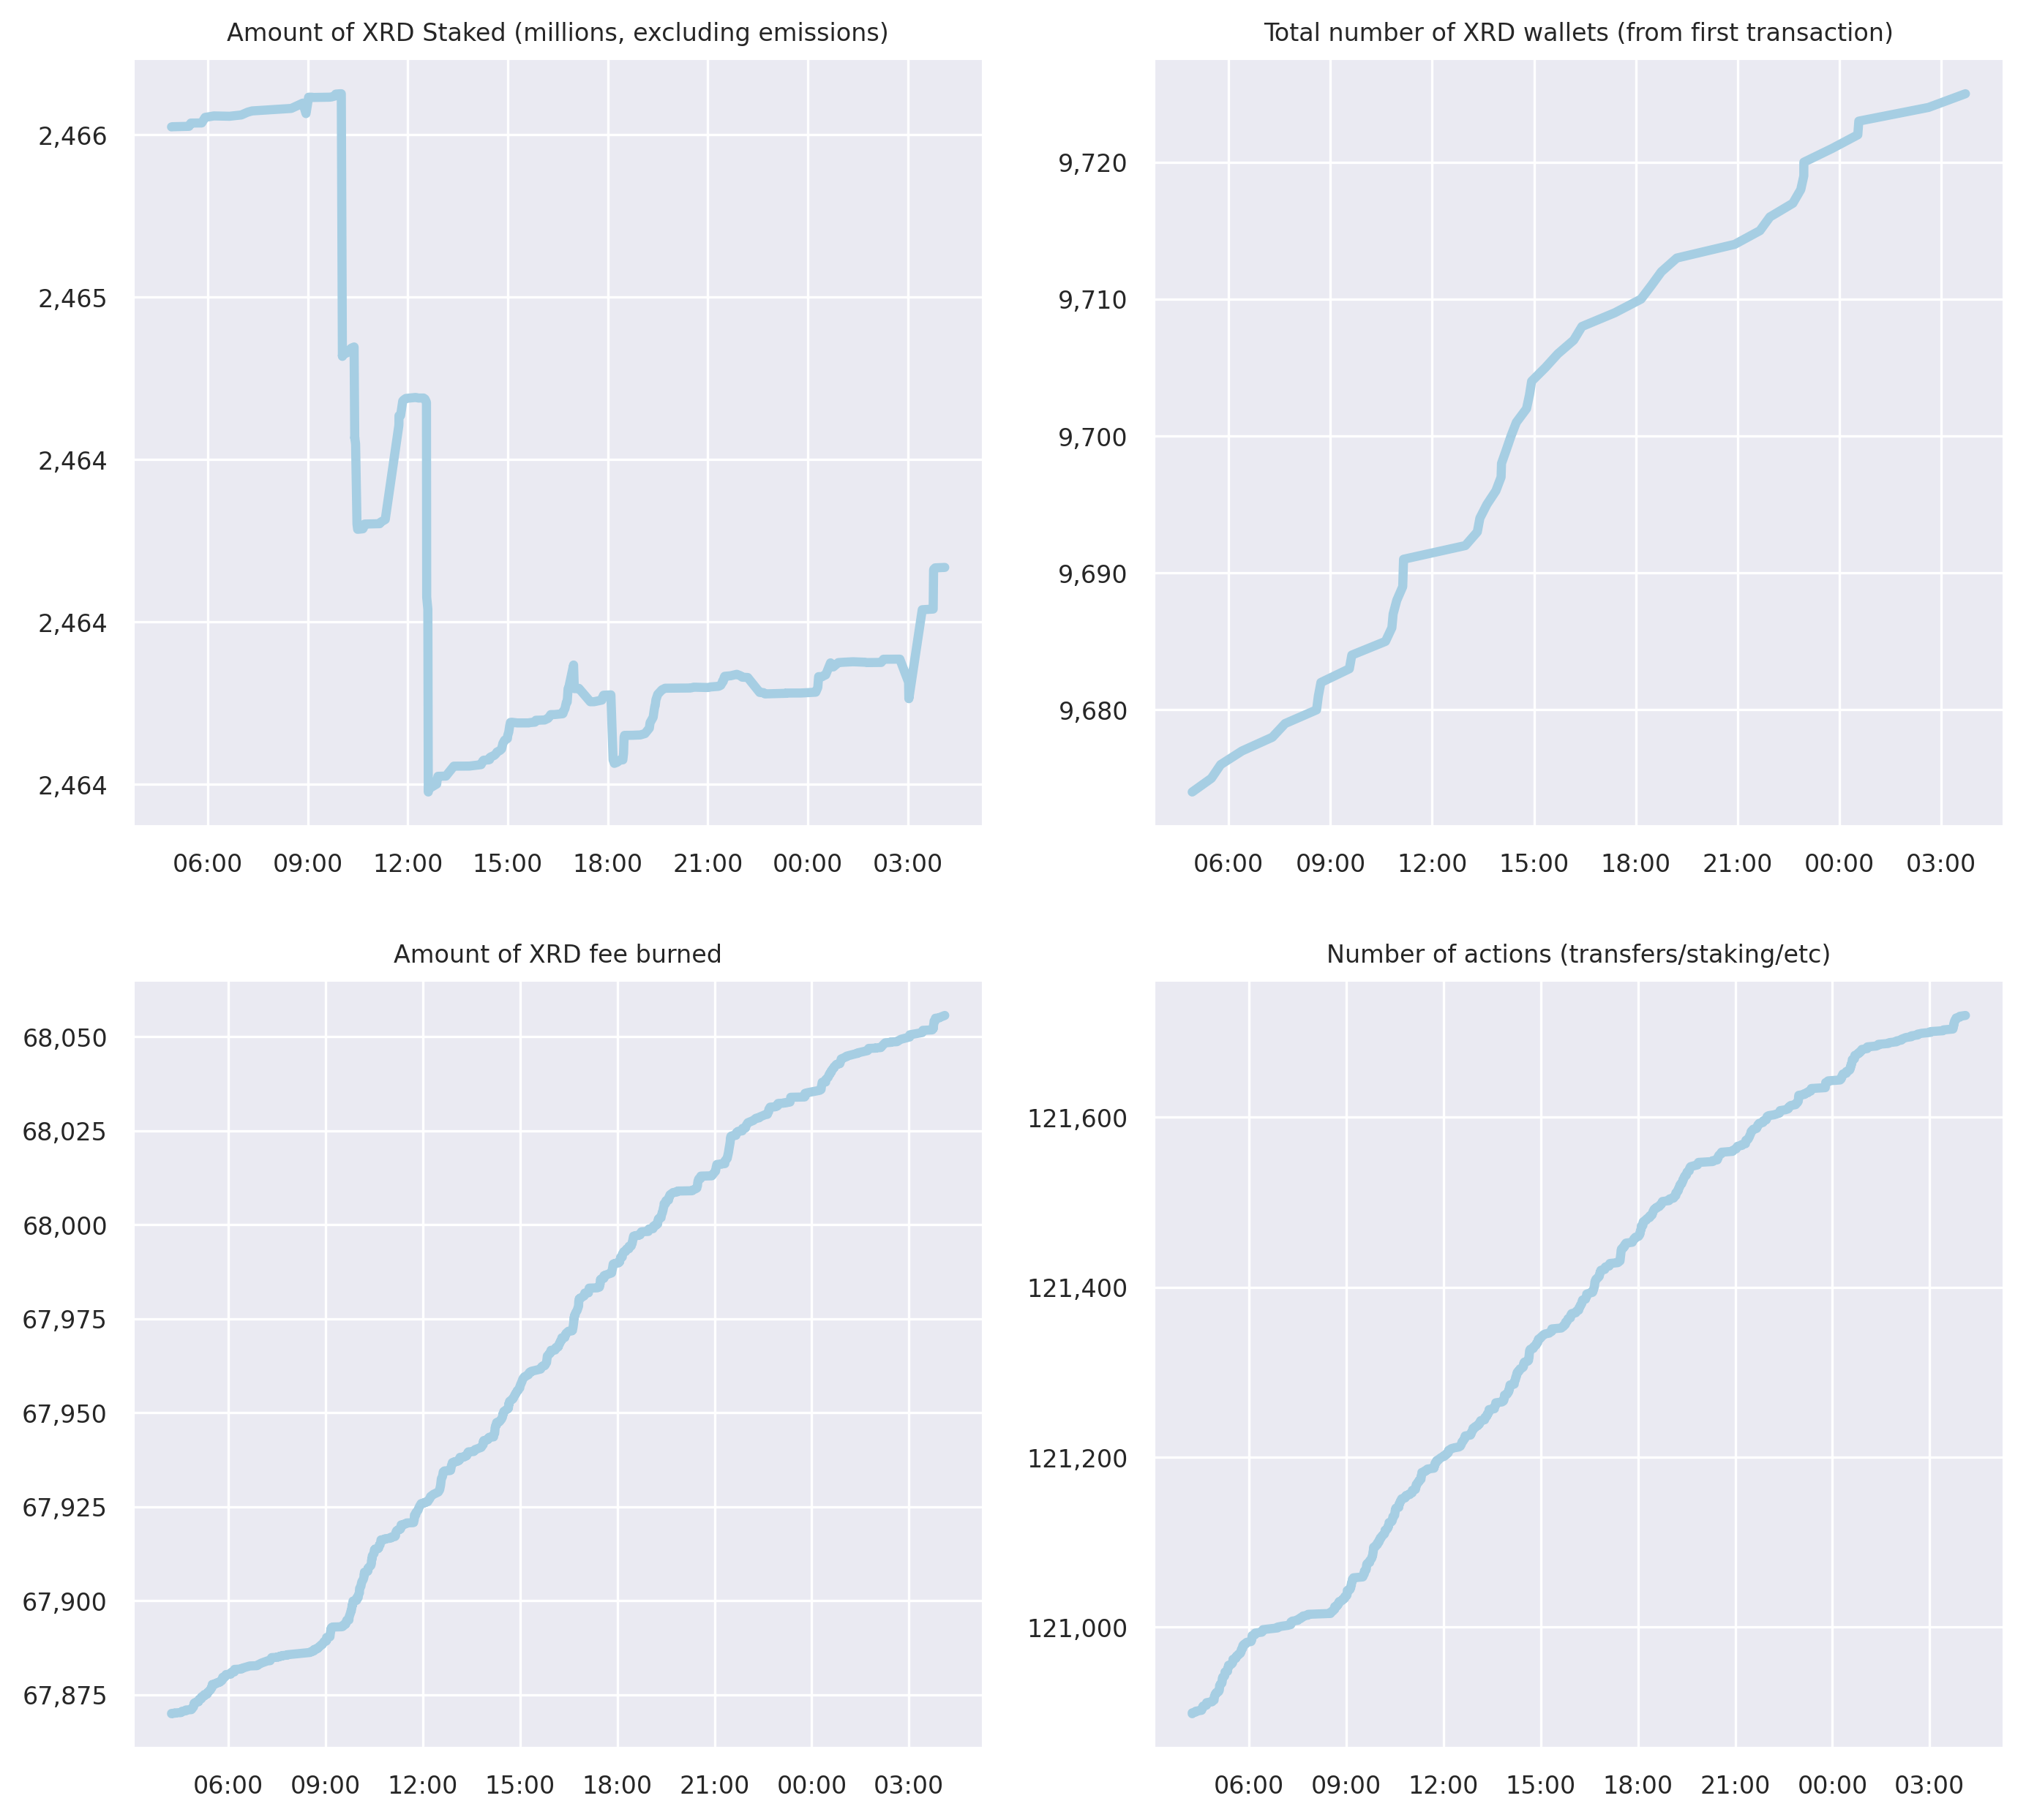 Amount of XRD Staked (millions, excluding emissions)
2,466
2,465
2,464
2,464
2,464
06:00 09:00 12:00 15:00 18:00 21:00 00:00 03:00
Total number of XRD wallets (from first transaction)
9,720
9,710
9,700
9,690
9,680
06:00 09:00 12:00 15:00 18:00 21:00 00:00 03:00
Amount of XRD fee burned
68,050
68,025
68,000
67,975
67,950
67,925
67,900
67,875
06:00 09:00 12:00 15:00 18:00 21:00 00:00 03:00
Number of actions (transfers/staking/etc)
121,600
121,400
121,200
121,000
06:00 09:00 12:00 15:00 18:00 21:00 00:00 03:00